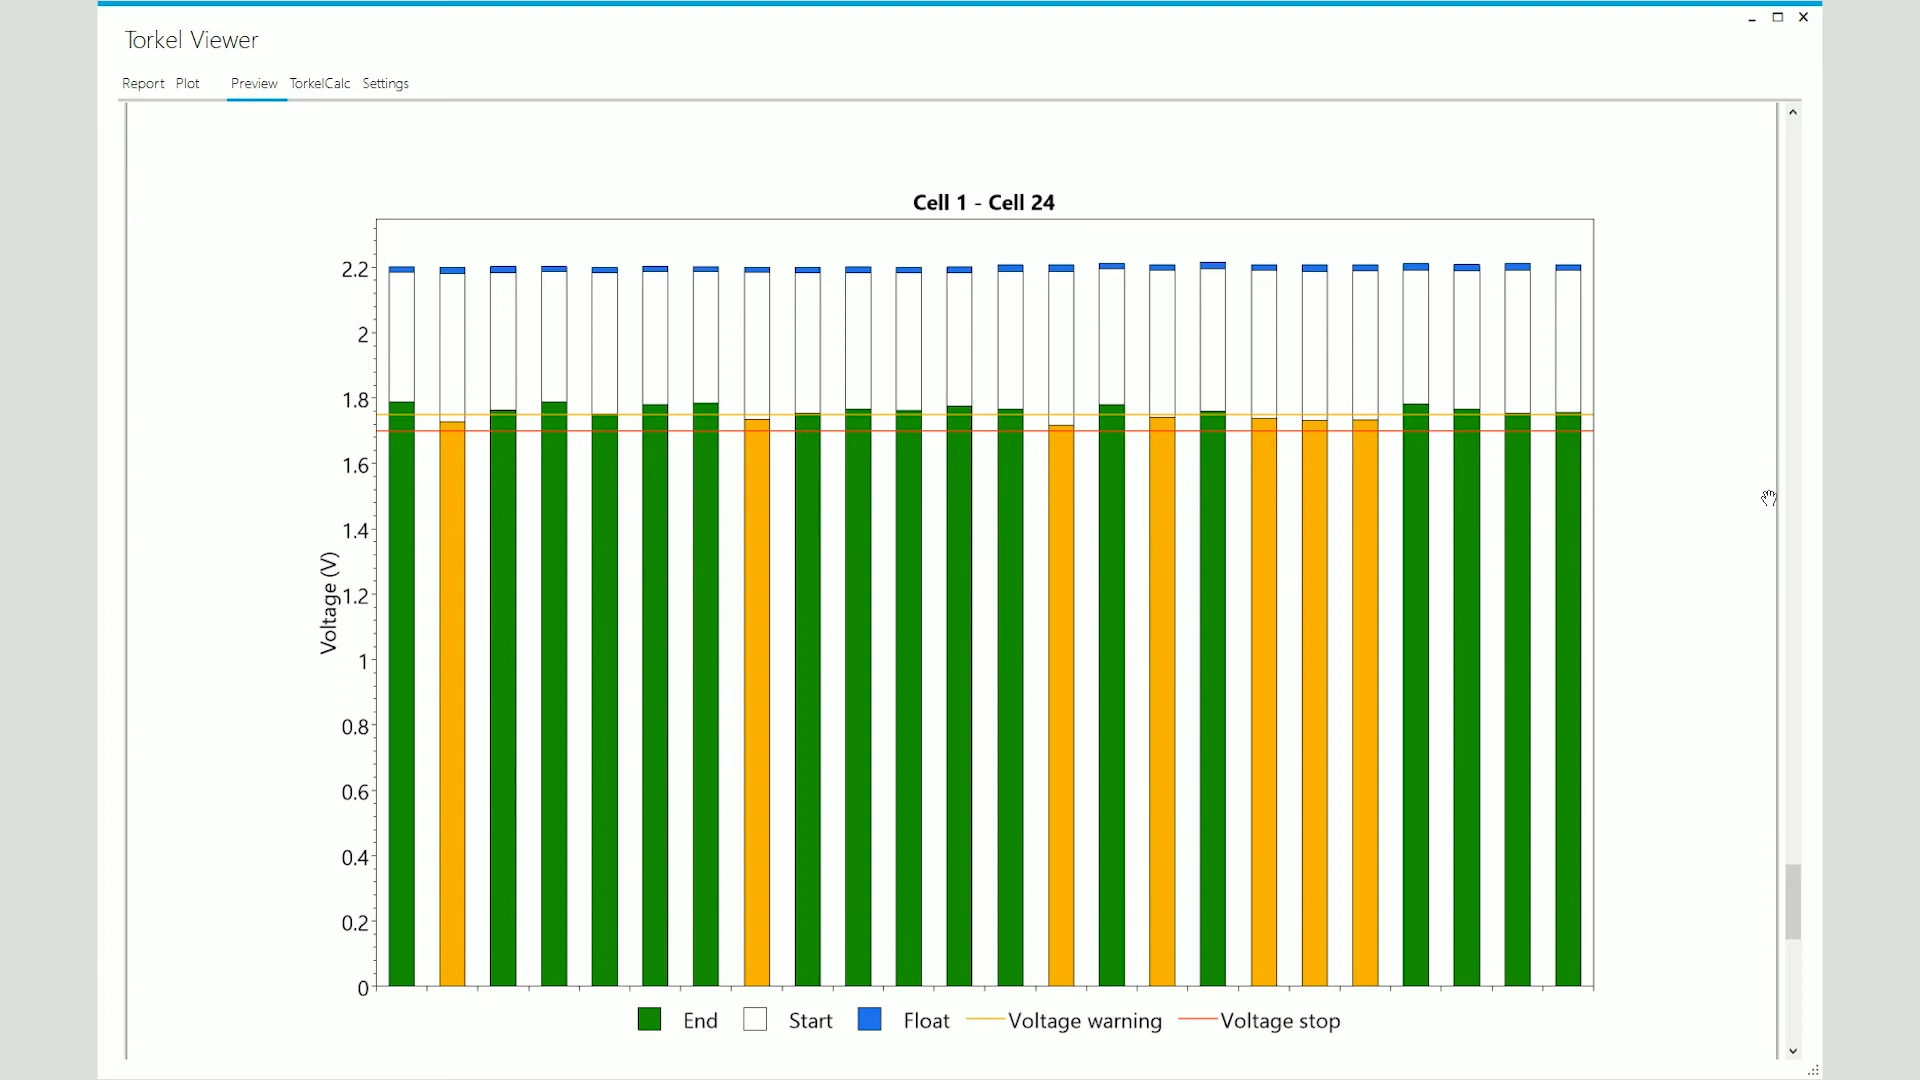 Torkel Viewer
Report Plot Preview TorkelCalc Settings
Cell 1 - Cell 24
2.2
2
1.8
1.6
1.4
1.2
1
0.8
0.6
0.4
0.2
0
Voltage (V)
End Start Float Voltage warning Voltage stop